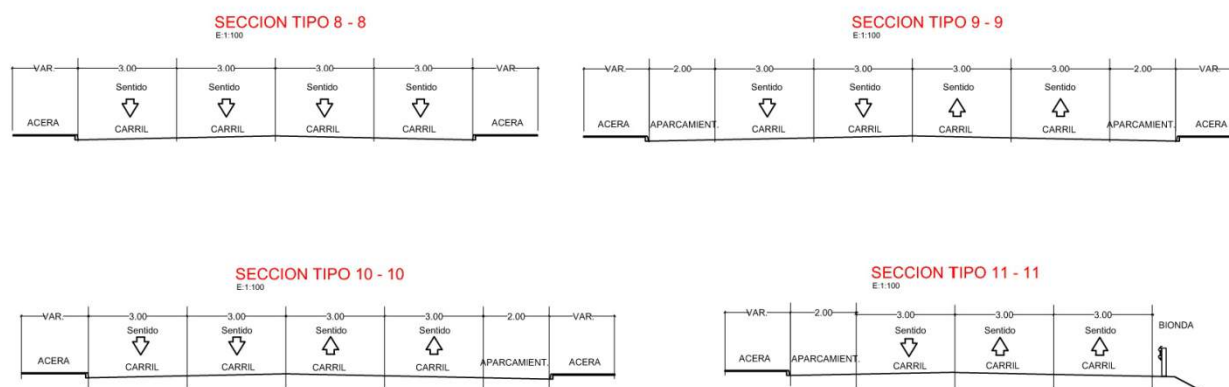 SECCION TIPO 8 - 8
E:1:100
VAR. 3.00 3.00 3.00 3.00 VAR.
Sentido Sentido Sentido Sentido
ACERA CARRIL CARRIL CARRIL CARRIL ACERA
SECCION TIPO 9 - 9
E:1:100
VAR. 2.00 3.00 3.00 3.00 3.00 2.00 VAR.
Sentido Sentido Sentido Sentido
ACERA APARCAMIENT. CARRIL CARRIL CARRIL CARRIL APARCAMIENT. ACERA
SECCION TIPO 10 - 10
E:1:100
VAR. 3.00 3.00 3.00 3.00 2.00 VAR.
Sentido Sentido Sentido Sentido
ACERA CARRIL CARRIL CARRIL CARRIL APARCAMIENT. ACERA
SECCION TIPO 11 - 11
E:1:100
VAR. 2.00 3.00 3.00 3.00
BIONDA
Sentido Sentido Sentido
ACERA APARCAMIENT. CARRIL CARRIL CARRIL